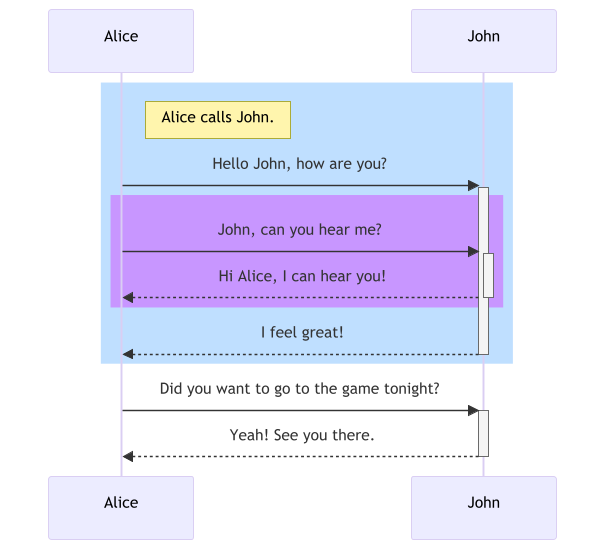 Alice
John
Alice calls John.
Hello John, how are you?
John, can you hear me?
Hi Alice, I can hear you!
I feel great!
Did you want to go to the game tonight?
Yeah! See you there.
Alice
John